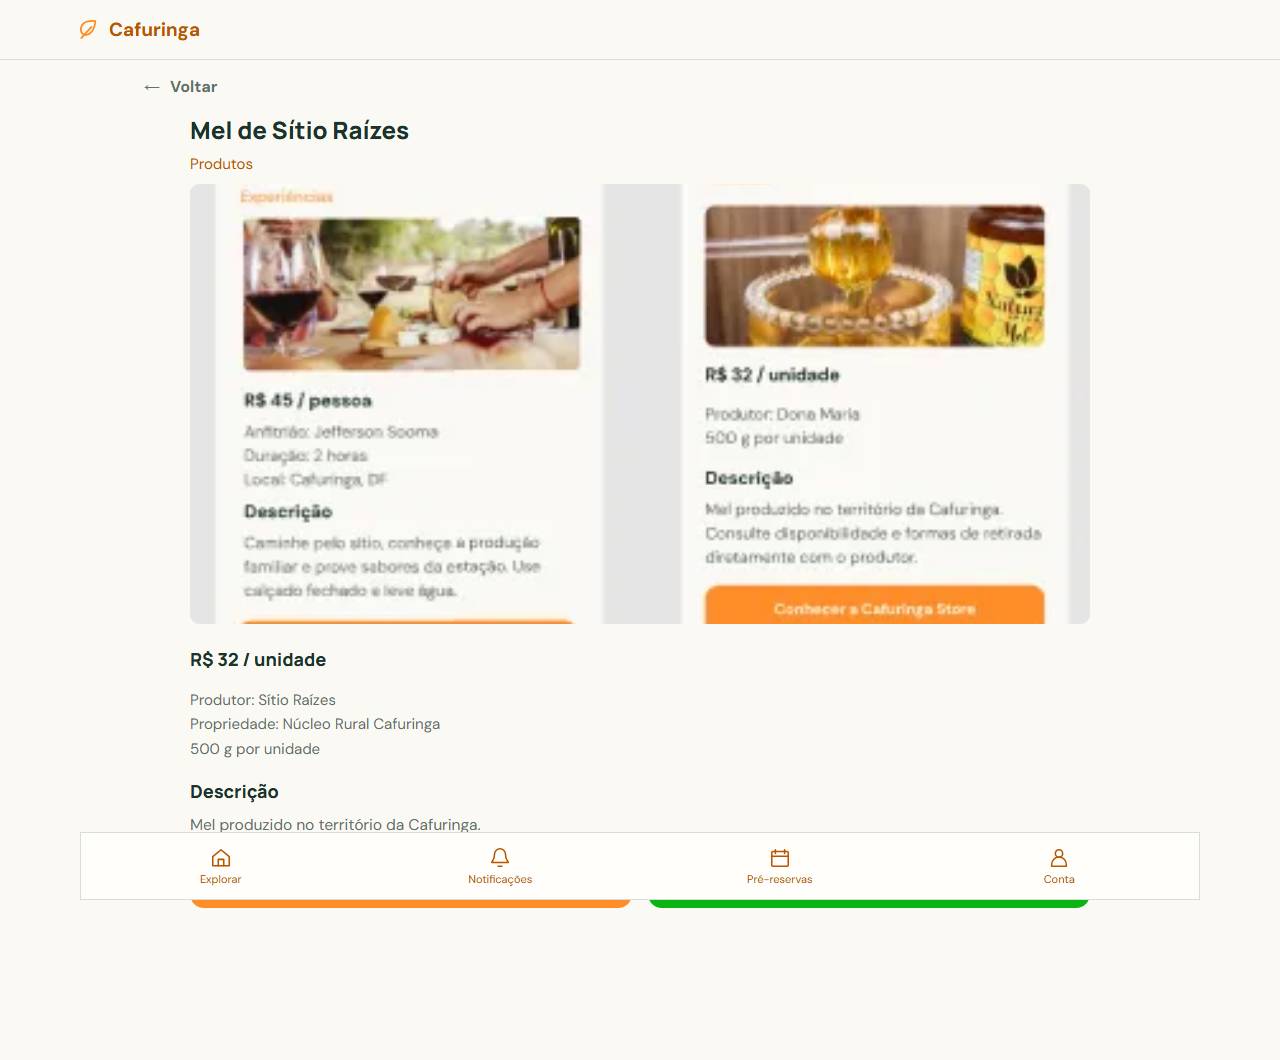 Cafuringa
← Voltar
Mel de Sítio Raízes
Produtos
Experiências
R$ 45 / pessoa
Anfitrião: Jefferson Sooma
Duração: 2 horas
Local: Cafuringa, DF
Descrição
Caminhe pelo sítio, conheça a produção
familiar e prove sabores da estação. Use
calçado fechado e leve água.
Mel
R$ 32 / unidade
Produtor: Dona Maria
500 g por unidade
Descrição
Mel produzido no território da Cafuringa.
Consulte disponibilidade e formas de retirada
diretamente com o produtor.
Conhecer a Cafuringa Store
R$ 32 / unidade
Produtor: Sítio Raízes
Propriedade: Núcleo Rural Cafuringa
500 g por unidade
Descrição
Mel produzido no território da Cafuringa.
Explorar
Notificações
Pré-reservas
Conta